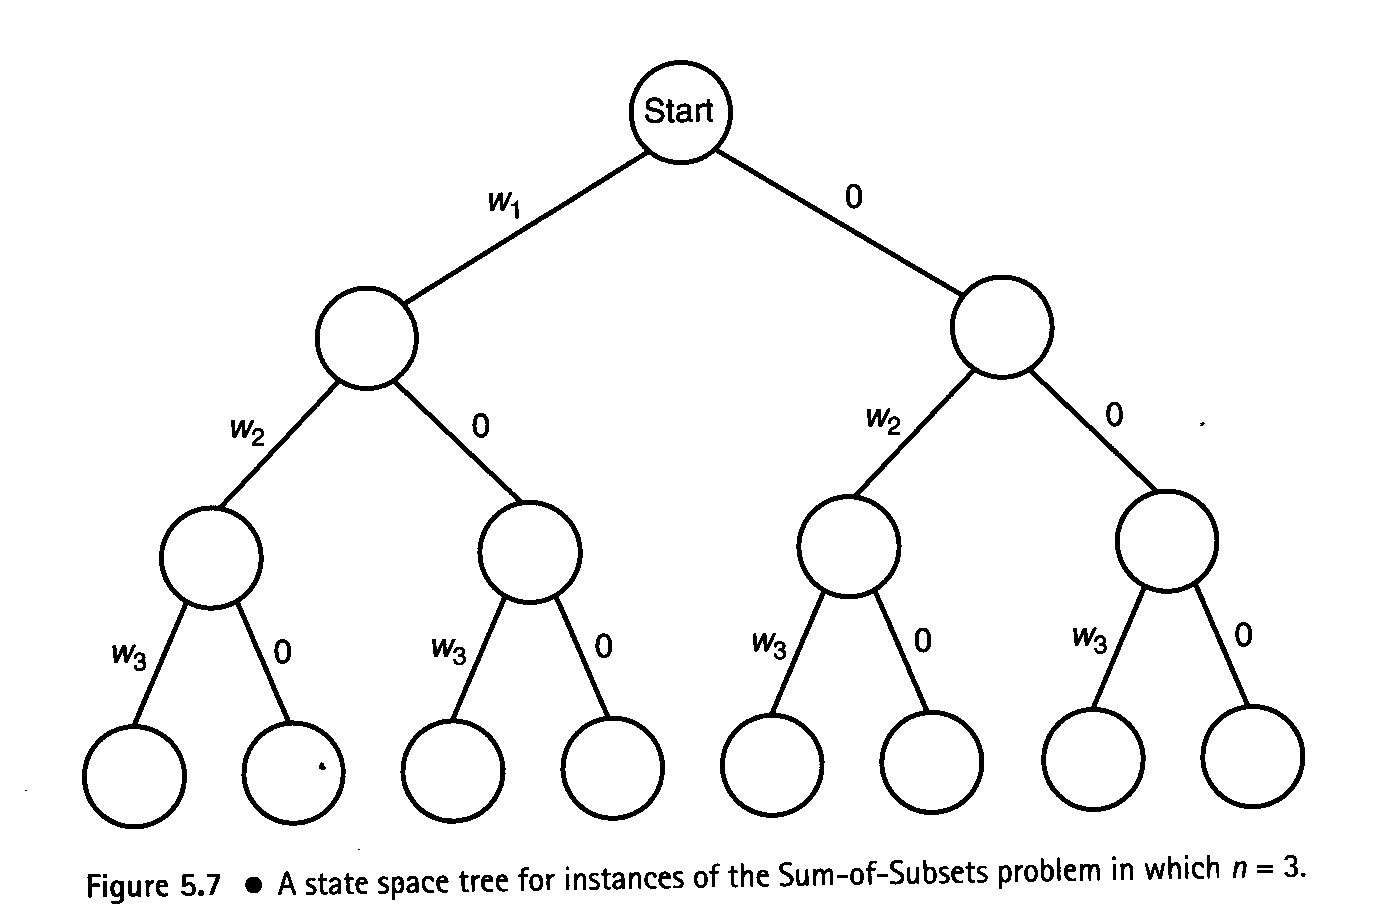 Start
w₁ 0
w₂ 0 w₂ 0
w₃ 0 w₃ 0 w₃ 0 w₃ 0
Figure 5.7 ● A state space tree for instances of the Sum-of-Subsets problem in which n = 3.